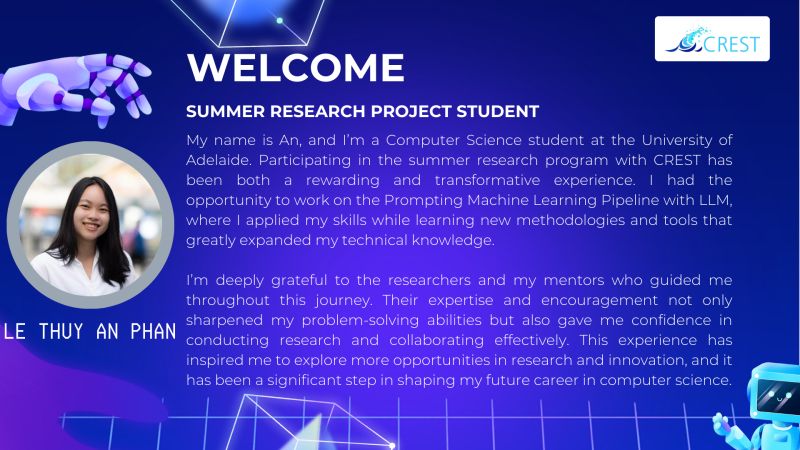 CREST
WELCOME
SUMMER RESEARCH PROJECT STUDENT
My name is An, and I’m a Computer Science student at the University of
Adelaide. Participating in the summer research program with CREST has
been both a rewarding and transformative experience. I had the
opportunity to work on the Prompting Machine Learning Pipeline with LLM,
where I applied my skills while learning new methodologies and tools that
greatly expanded my technical knowledge.
I’m deeply grateful to the researchers and my mentors who guided me
throughout this journey. Their expertise and encouragement not only
sharpened my problem-solving abilities but also gave me confidence in
conducting research and collaborating effectively. This experience has
inspired me to explore more opportunities in research and innovation, and it
has been a significant step in shaping my future career in computer science.
LE THUY AN PHAN